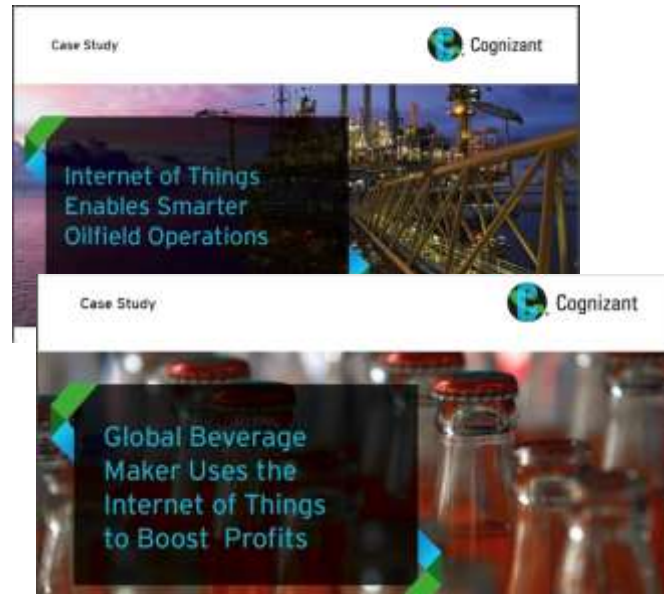 Case Study
Cognizant
Internet of Things
Enables Smarter
Oilfield Operations
Case Study
Cognizant
Global Beverage
Maker Uses the
Internet of Things
to Boost Profits